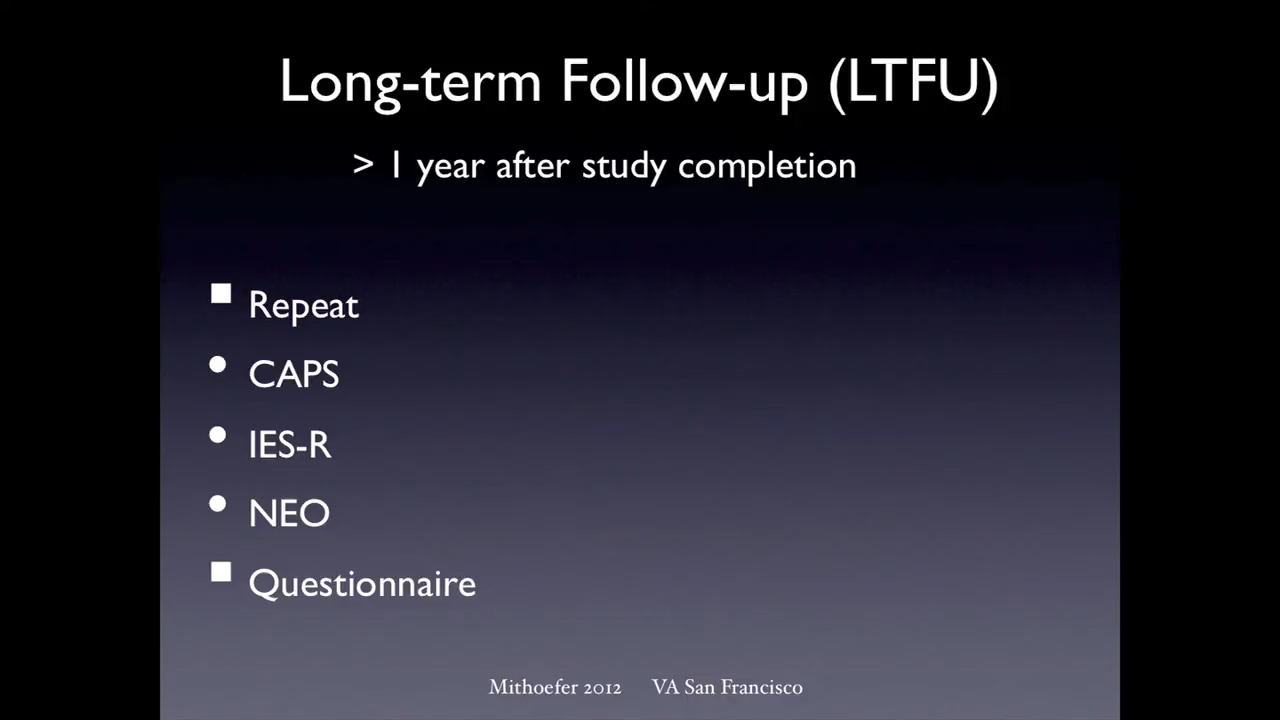 Long-term Follow-up (LTFU)
> 1 year after study completion
▪ Repeat
• CAPS
• IES-R
• NEO
▪ Questionnaire
Mithoefer 2012 VA San Francisco